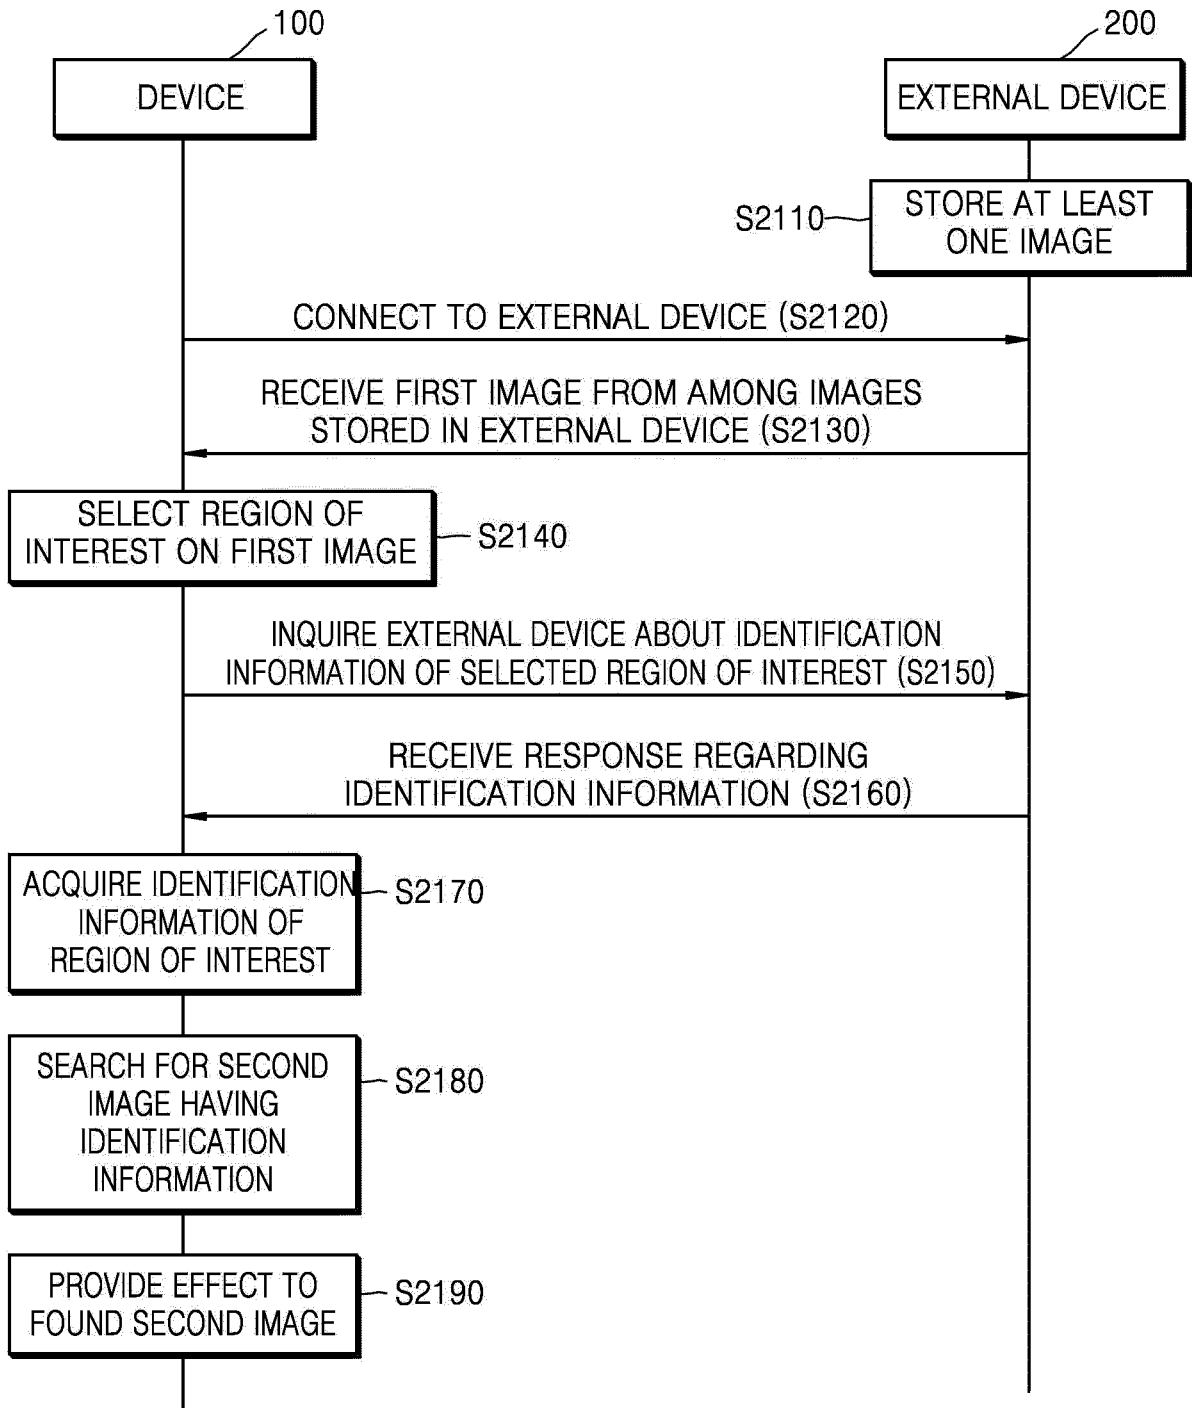 100
200
DEVICE
EXTERNAL DEVICE
S2110
STORE AT LEAST
ONE IMAGE
CONNECT TO EXTERNAL DEVICE (S2120)
RECEIVE FIRST IMAGE FROM AMONG IMAGES
STORED IN EXTERNAL DEVICE (S2130)
SELECT REGION OF
INTEREST ON FIRST IMAGE
S2140
INQUIRE EXTERNAL DEVICE ABOUT IDENTIFICATION
INFORMATION OF SELECTED REGION OF INTEREST (S2150)
RECEIVE RESPONSE REGARDING
IDENTIFICATION INFORMATION (S2160)
ACQUIRE IDENTIFICATION
INFORMATION OF
REGION OF INTEREST
S2170
SEARCH FOR SECOND
IMAGE HAVING
IDENTIFICATION
INFORMATION
S2180
PROVIDE EFFECT TO
FOUND SECOND IMAGE
S2190